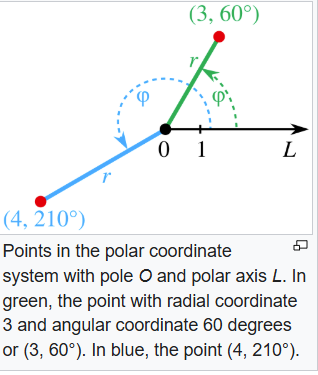 (3, 60°)
r
φ
φ
0 1 L
r
(4, 210°)
Points in the polar coordinate
system with pole O and polar axis L. In
green, the point with radial coordinate
3 and angular coordinate 60 degrees
or (3, 60°). In blue, the point (4, 210°).